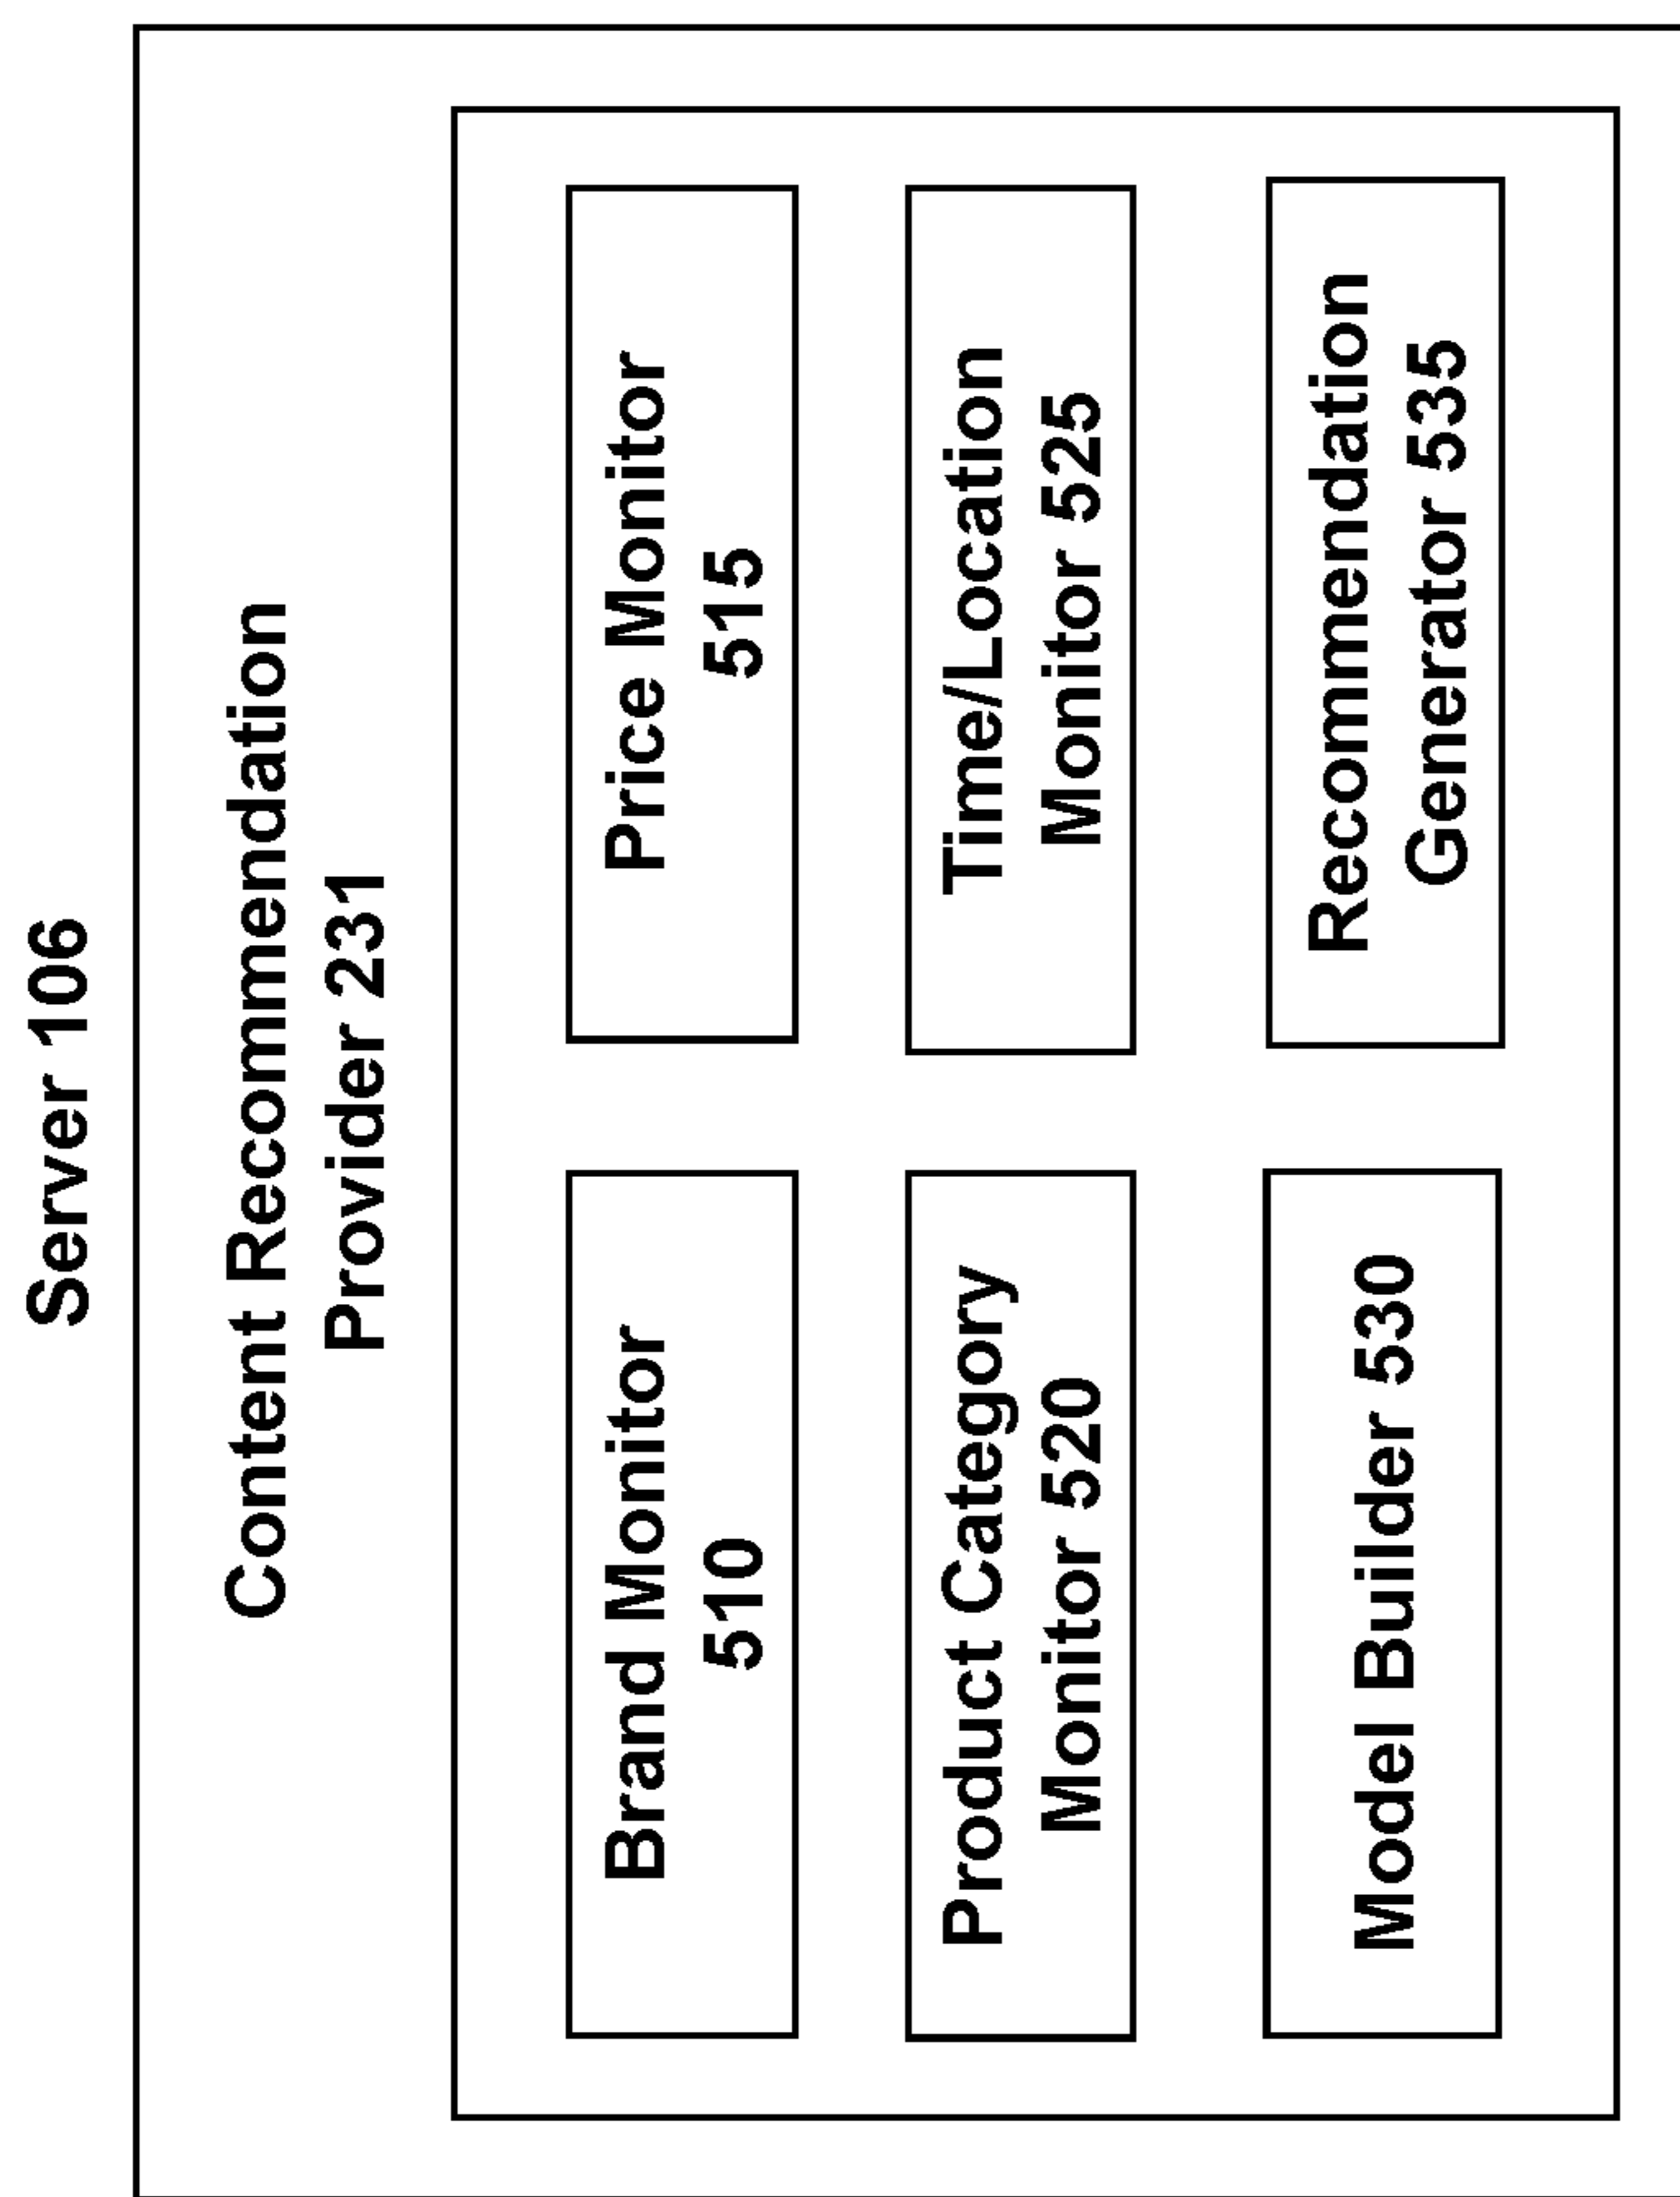 Server 106
Content Recommendation
Provider 231
Brand Monitor
510
Price Monitor
515
Product Category
Monitor 520
Time/Location
Monitor 525
Model Builder 530
Recommendation
Generator 535